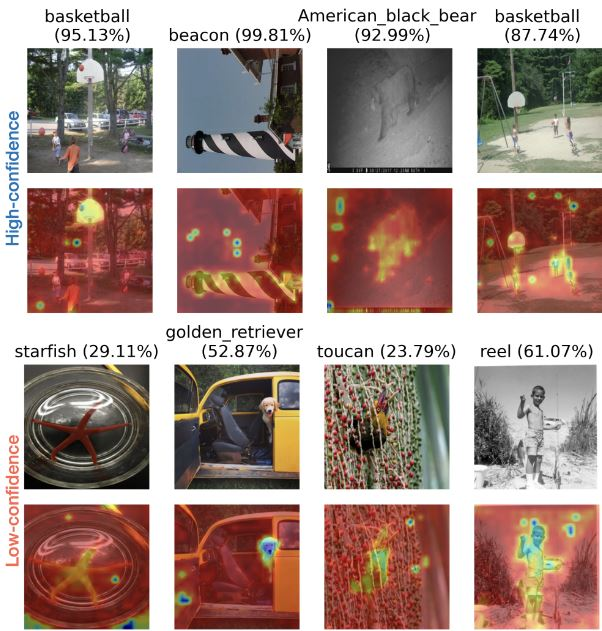 basketball
(95.13%)
beacon (99.81%)
American_black_bear
(92.99%)
basketball
(87.74%)
High-confidence
starfish (29.11%)
golden_retriever
(52.87%)
toucan (23.79%)
reel (61.07%)
Low-confidence